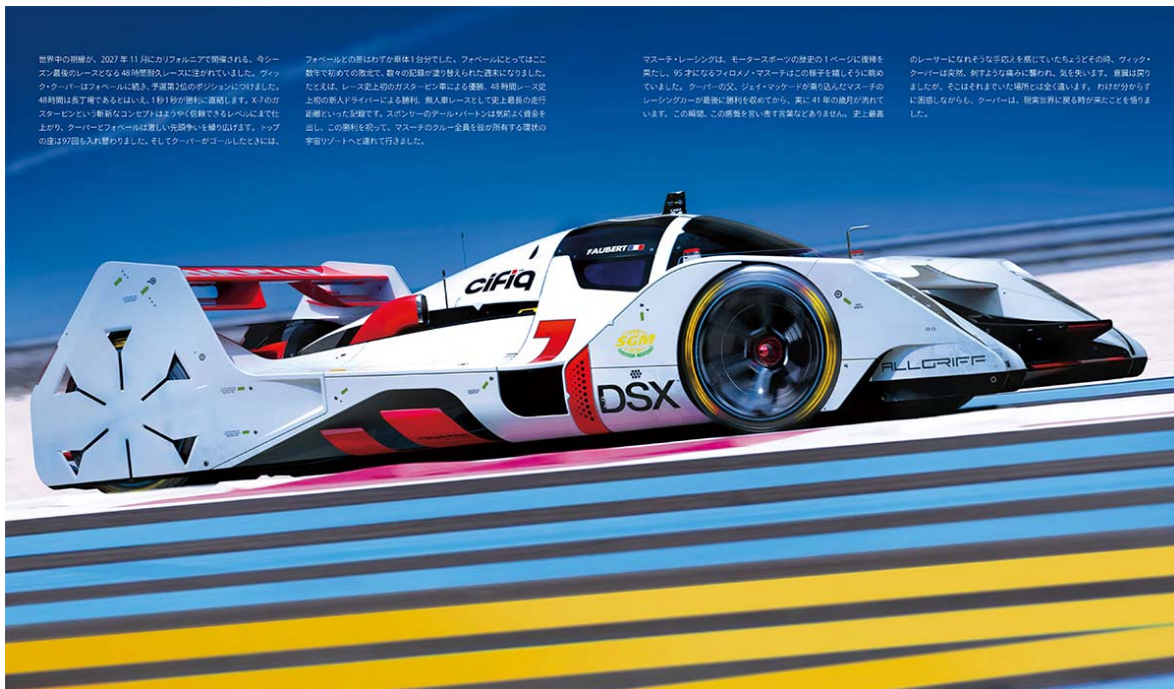 世界中の視線が、2027 年 11 月にカリフォルニアで開催される、今シー
ズン最後のレースとなる 48 時間耐久レースに注がれていました。ヴィッ
ク・クーパーはフォベールに続き、予選第2位のポジションにつけました。
48時間は長丁場であるとはいえ、1秒1秒が勝利に直結します。X-7 のガ
スタービンという斬新なコンセプトはようやく信頼できるレベルにまで仕
上がり、クーパーとフォベールは激しい先頭争いを繰り広げます。トップ
の座は97回も入れ替わりました。そしてクーパーがゴールしたときには、
フォベールとの差はわずか車体 1 台分でした。フォベールにとってはここ
数年で初めての敗北で、数々の記録が塗り替えられた週末になりました。
たとえば、レース史上初のガスタービン車による優勝、48 時間レース史
上初の新人ドライバーによる勝利、無人車レースとして史上最長の走行
距離といった記録です。スポンサーのデール・バートンは気前よく資金を
出し、この勝利を祝って、マスーチのクルー全員を彼が所有する環状の
宇宙リゾートへと連れて行きました。
マスーチ・レーシングは、モータースポーツの歴史の 1 ページに復帰を
果たし、95 才になるフィロメノ・マスーチはこの様子を嬉しそうに眺め
ていました。クーパーの父、ジェイ・マッケードが乗り込んだマスーチの
レーシングカーが最後に勝利を収めてから、実に 41 年の歳月が流れて
います。この瞬間、この感慨を言い表す言葉などありません。史上最高
のレーサーになれそうな手応えを感じていたちょうどその時、ヴィック・
クーパーは突然、刺すような痛みに襲われ、気を失います。意識は戻り
ましたが、そこはそれまでいた場所とは全く違います。わけが分からず
に困惑しながらも、クーパーは、現実世界に戻る時が来たことを悟りま
した。
FAUBERT
cifiq
7
SGM
DSX
ALLGRIFF